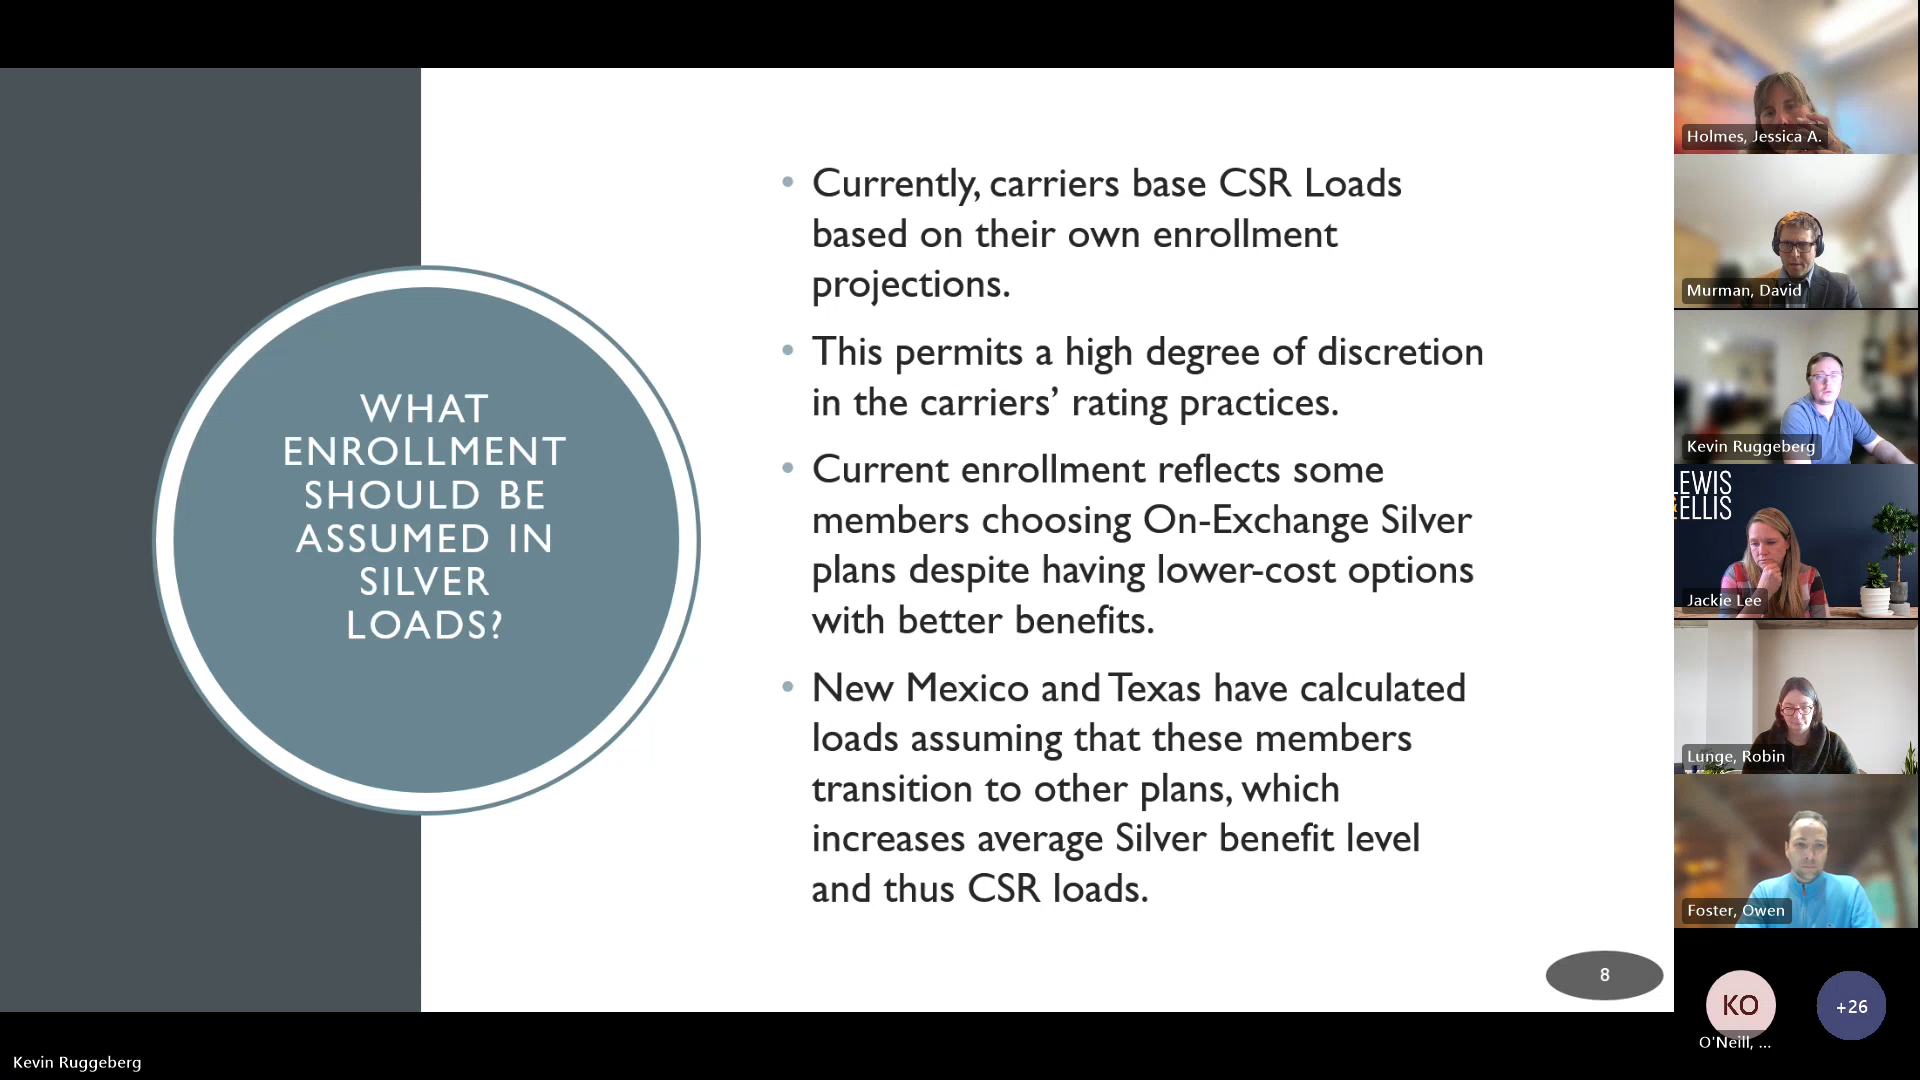 WHAT
ENROLLMENT
SHOULD BE
ASSUMED IN
SILVER
LOADS?
• Currently, carriers base CSR Loads
based on their own enrollment
projections.
• This permits a high degree of discretion
in the carriers’ rating practices.
• Current enrollment reflects some
members choosing On-Exchange Silver
plans despite having lower-cost options
with better benefits.
• New Mexico and Texas have calculated
loads assuming that these members
transition to other plans, which
increases average Silver benefit level
and thus CSR loads.
8
Kevin Ruggeberg
Holmes, Jessica A.
Murman, David
Kevin Ruggeberg
LEWIS
&ELLIS
Jackie Lee
Lunge, Robin
Foster, Owen
KO
O'Neill, ...
+26